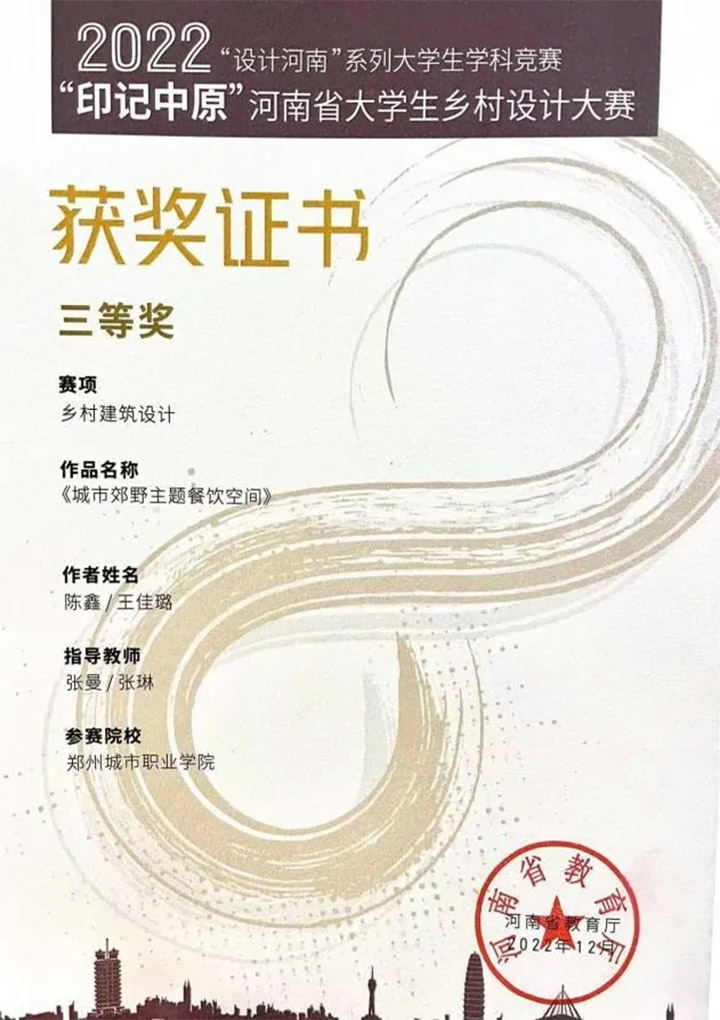 2022“设计河南”系列大学生学科竞赛
“印记中原”河南省大学生乡村设计大赛
获奖证书
三等奖
赛项
乡村建筑设计
作品名称
《城市郊野主题餐饮空间》
作者姓名
陈鑫/王佳璐
指导教师
张曼/张琳
参赛院校
郑州城市职业学院
河南省教育厅
河南省教育厅
2022年12月